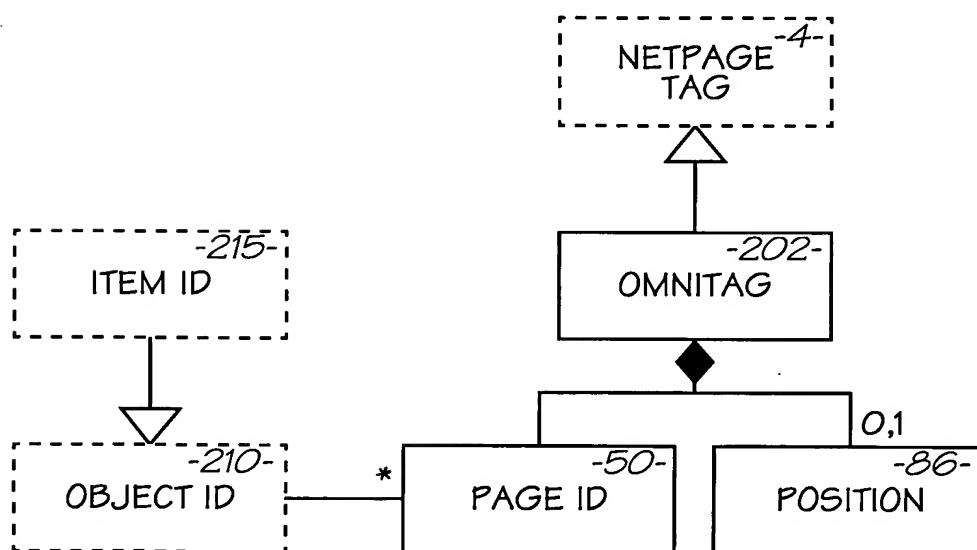 -4-
NETPAGE
TAG
-215-
ITEM ID
-202-
OMNITAG
0,1
-210-
OBJECT ID
*
-50-
PAGE ID
-86-
POSITION